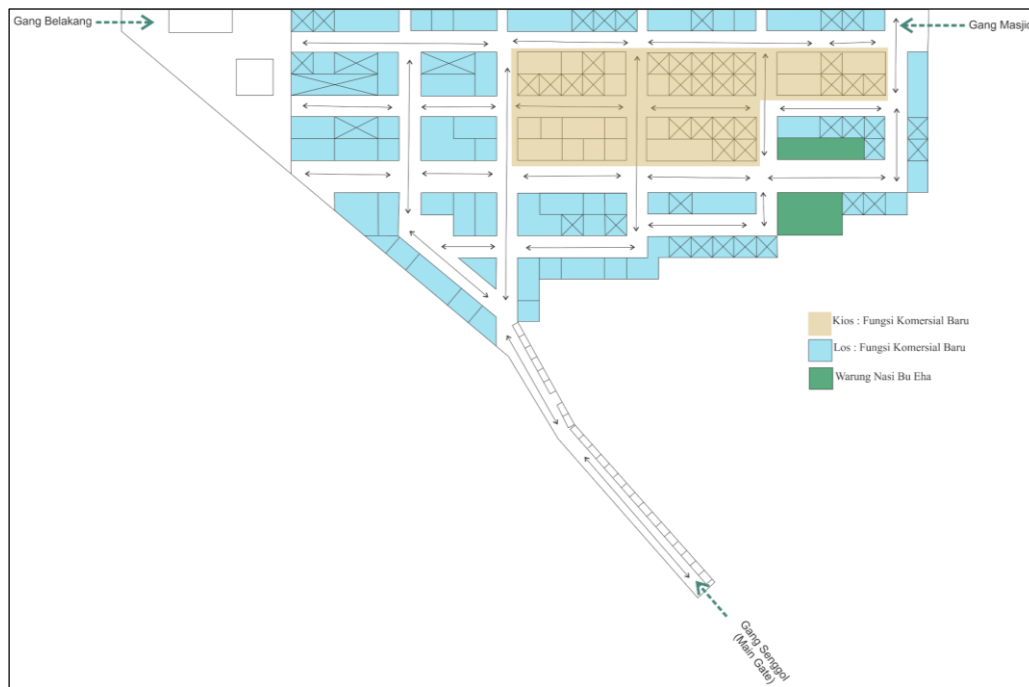 Gang Belakang
Gang Masjid
Kios : Fungsi Komersial Baru
Los : Fungsi Komersial Baru
Warung Nasi Bu Eha
Gang Senggol
(Main Gate)